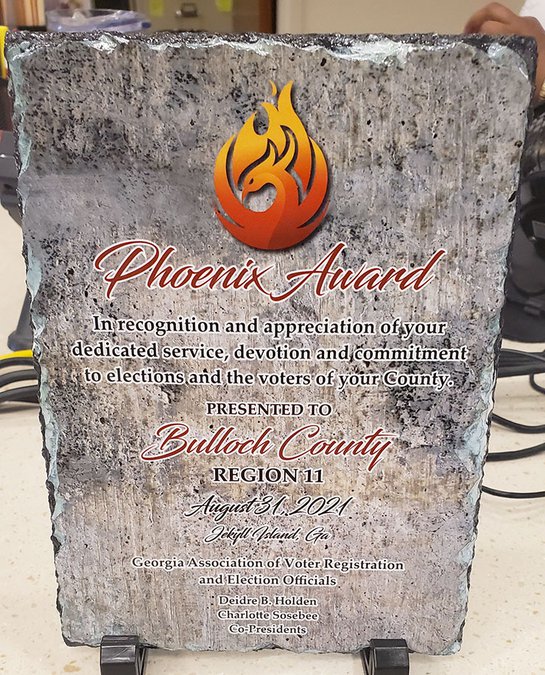 Phoenix Award
In recognition and appreciation of your
dedicated service, devotion and commitment
to elections and the voters of your County.
PRESENTED TO
Bulloch County
REGION 11
August 31, 2021
Jekyll Island, Ga
Georgia Association of Voter Registration
and Election Officials
Deidre B. Holden
Charlotte Sosebee
Co-Presidents